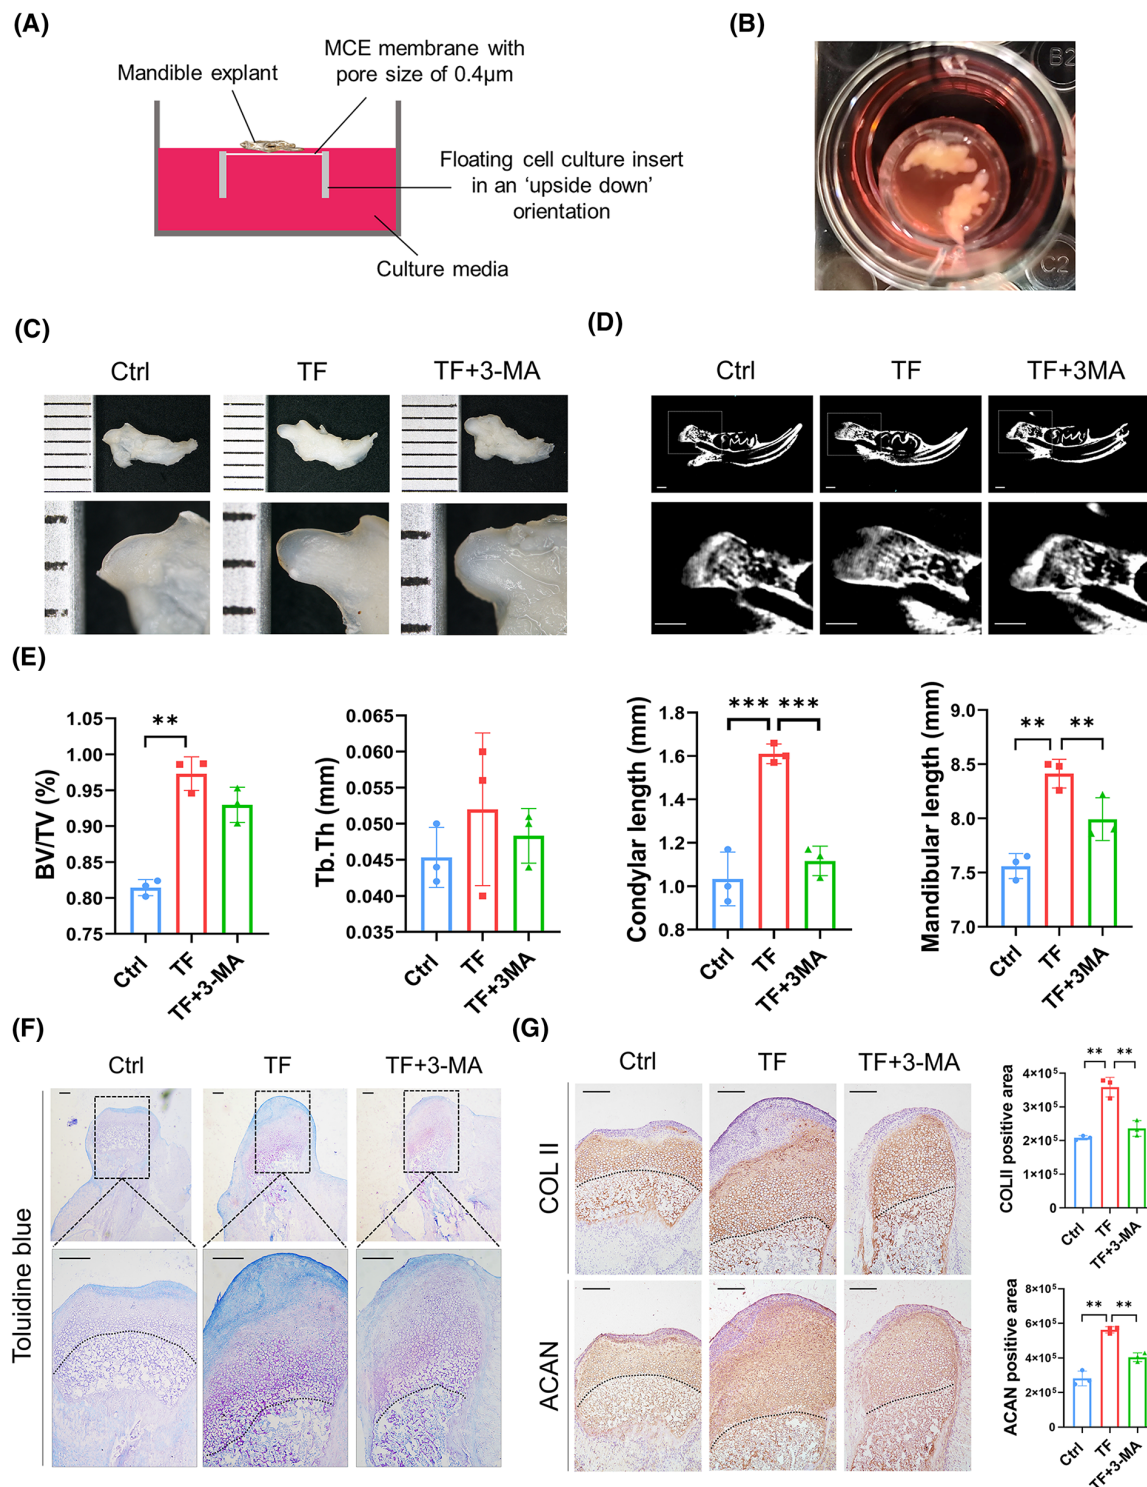 (A)
MCE membrane with
pore size of 0.4μm
Mandible explant
Floating cell culture insert
in an ‘upside down’
orientation
Culture media
(B)
B2
C2
(C)
Ctrl
TF
TF+3-MA
(D)
Ctrl
TF
TF+3MA
(E)
BV/TV (%)
1.05
1.00
0.95
0.90
0.85
0.80
0.75
**
Ctrl
TF
TF+3-MA
Tb.Th (mm)
0.065
0.060
0.055
0.050
0.045
0.040
0.035
Ctrl
TF
TF+3MA
Condylar length (mm)
1.8
1.6
1.4
1.2
1.0
0.8
*** ***
Ctrl
TF
TF+3MA
Mandibular length (mm)
9.0
8.5
8.0
7.5
7.0
** **
Ctrl
TF
TF+3MA
(F)
Ctrl
TF
TF+3-MA
Toluidine blue
(G)
Ctrl
TF
TF+3-MA
COL II
ACAN
COLII positive area
4×10⁵
3×10⁵
2×10⁵
1×10⁵
0
** **
Ctrl
TF
TF+3-MA
ACAN positive area
8×10⁵
6×10⁵
4×10⁵
2×10⁵
0
** **
Ctrl
TF
TF+3-MA